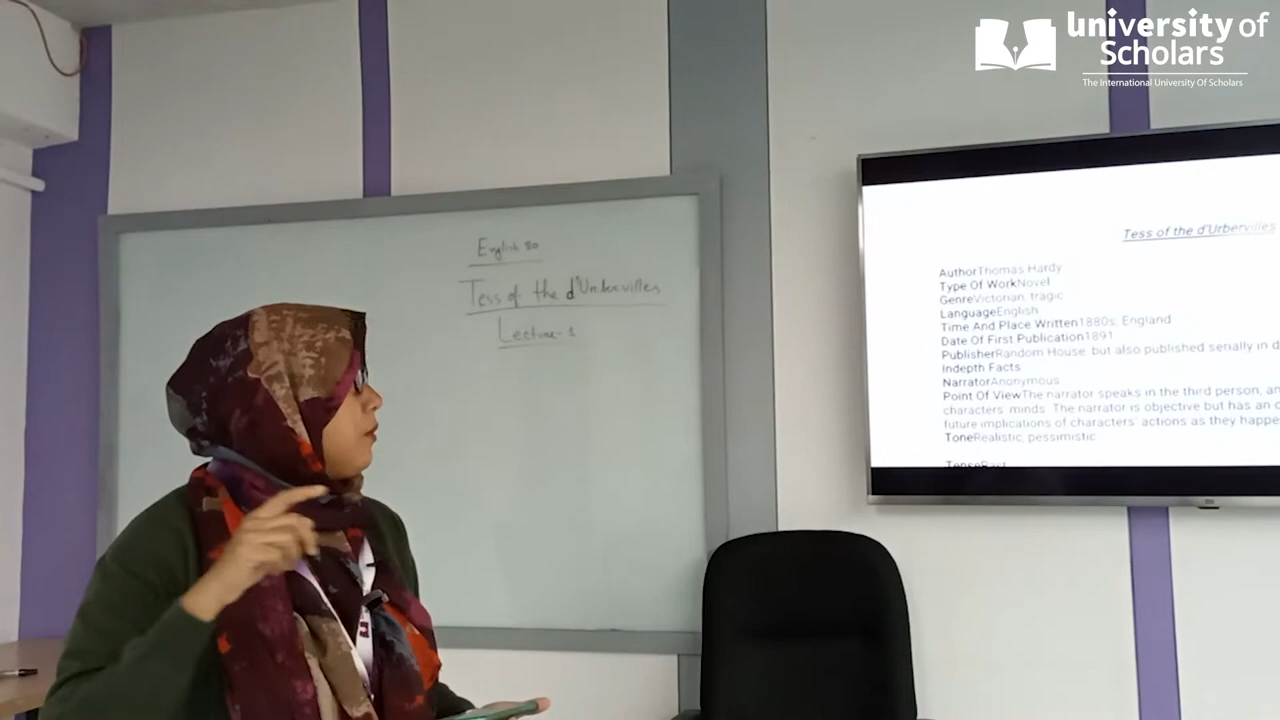 University of
Scholars
The International University Of Scholars
English
Tess of the d'Urbervilles
Lecture-1
Tess of the d'Urbervilles
AuthorThomas Hardy
Type Of WorkNovel
GenreVictorian, tragic
LanguageEnglish
Time And Place Written1880s, England
Date Of First Publication1891
PublisherRandom House, but also published serially in d
Indepth Facts
NarratorAnonymous
Point Of ViewThe narrator speaks in the third person, an
characters' minds. The narrator is objective but has an
future implications of characters' actions as they happe
ToneRealistic, pessimistic
TensePast